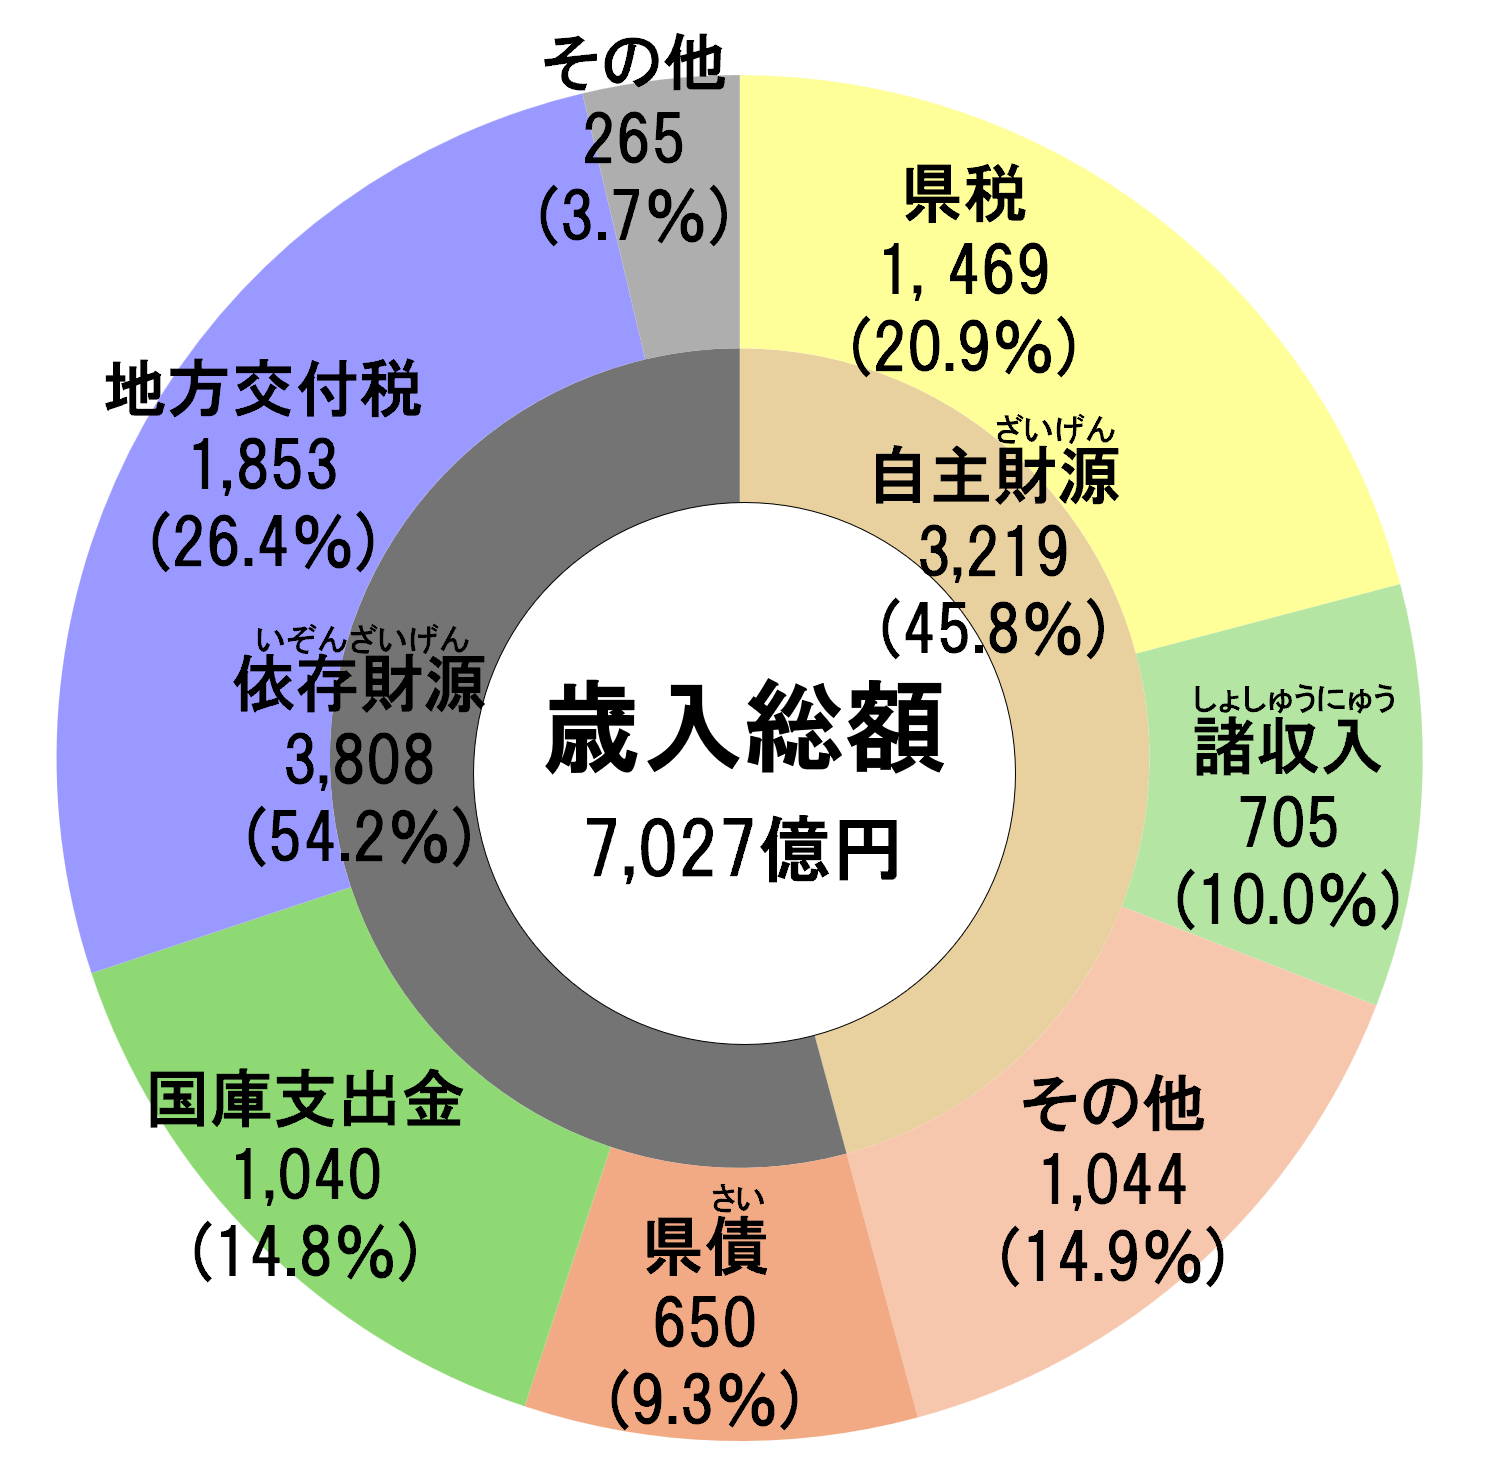 その他
265
(3.7%)
県税
1, 469
(20.9%)
地方交付税
1,853
(26.4%)
ざいげん
自主財源
3,219
(45.8%)
いぞんざいげん
依存財源
3,808
(54.2%)
歳入総額
7,027億円
しょしゅうにゅう
諸収入
705
(10.0%)
国庫支出金
1,040
(14.8%)
その他
1,044
(14.9%)
さい
県債
650
(9.3%)